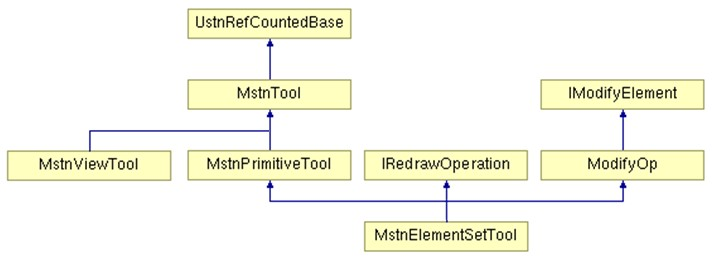 UstnRefCountedBase
MstnTool
IModifyElement
MstnViewTool
MstnPrimitiveTool
IRedrawOperation
ModifyOp
MstnElementSetTool